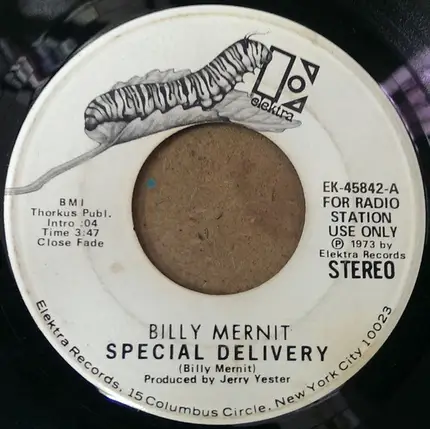 elektra
BMI
Thorkus Publ.
Intro :04
Time 3:47
Close Fade
EK-45842-A
FOR RADIO
STATION
USE ONLY
Ⓟ 1973 by
Elektra Records
STEREO
BILLY MERNIT
SPECIAL DELIVERY
(Billy Mernit)
Produced by Jerry Yester
Elektra Records, 15 Columbus Circle, New York City 10023